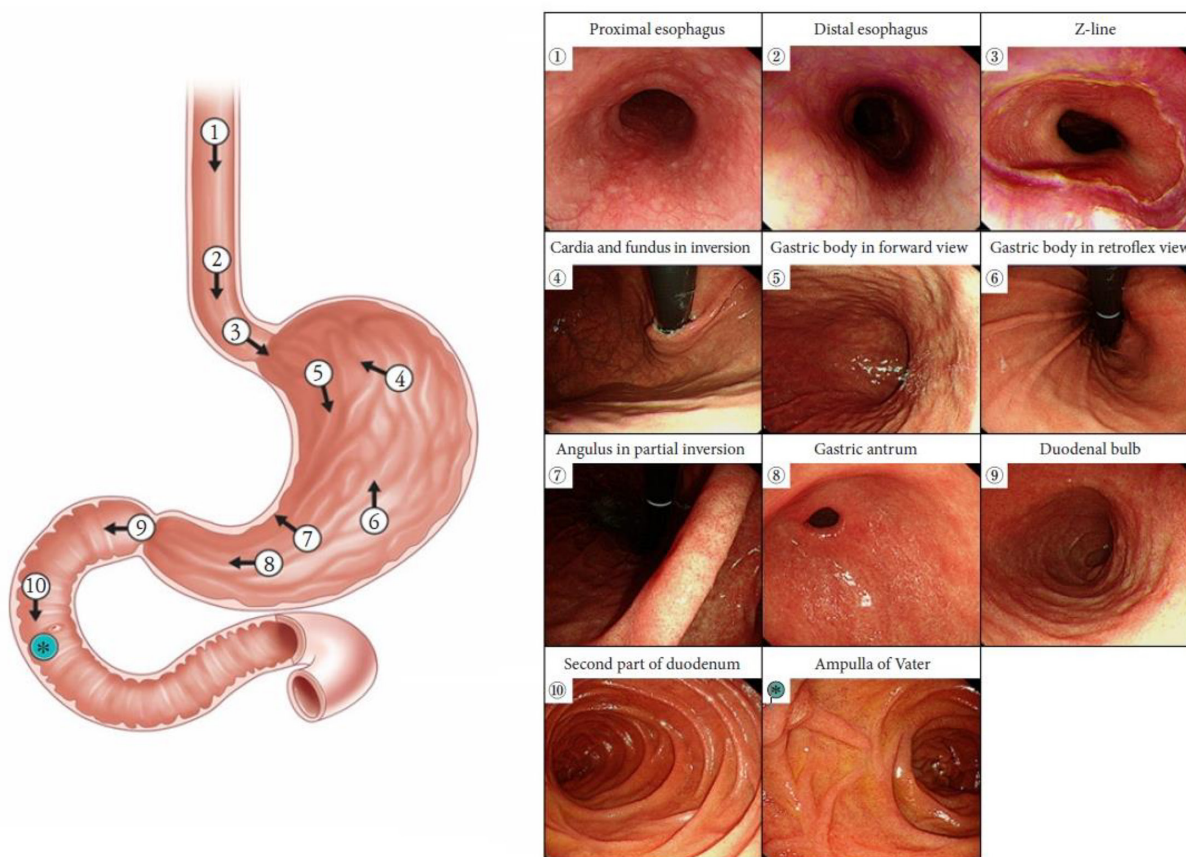 1
2
3
4
5
6
7
8
9
10
*
Proximal esophagus
①
Distal esophagus
②
Z-line
③
Cardia and fundus in inversion
④
Gastric body in forward view
⑤
Gastric body in retroflex view
⑥
Angulus in partial inversion
⑦
Gastric antrum
⑧
Duodenal bulb
⑨
Second part of duodenum
⑩
Ampulla of Vater
*